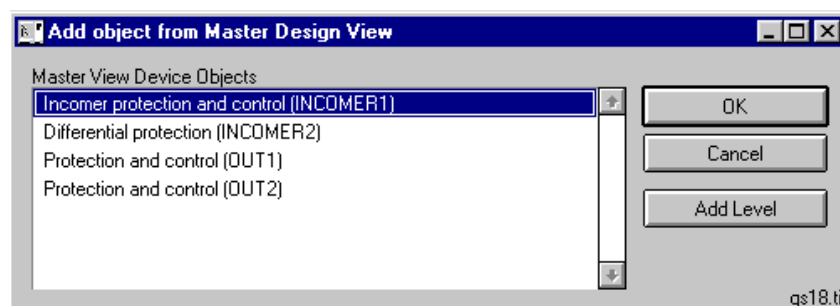 Add object from Master Design View
Master View Device Objects
Incomer protection and control (INCOMER1)
Differential protection (INCOMER2)
Protection and control (OUT1)
Protection and control (OUT2)
OK
Cancel
Add Level